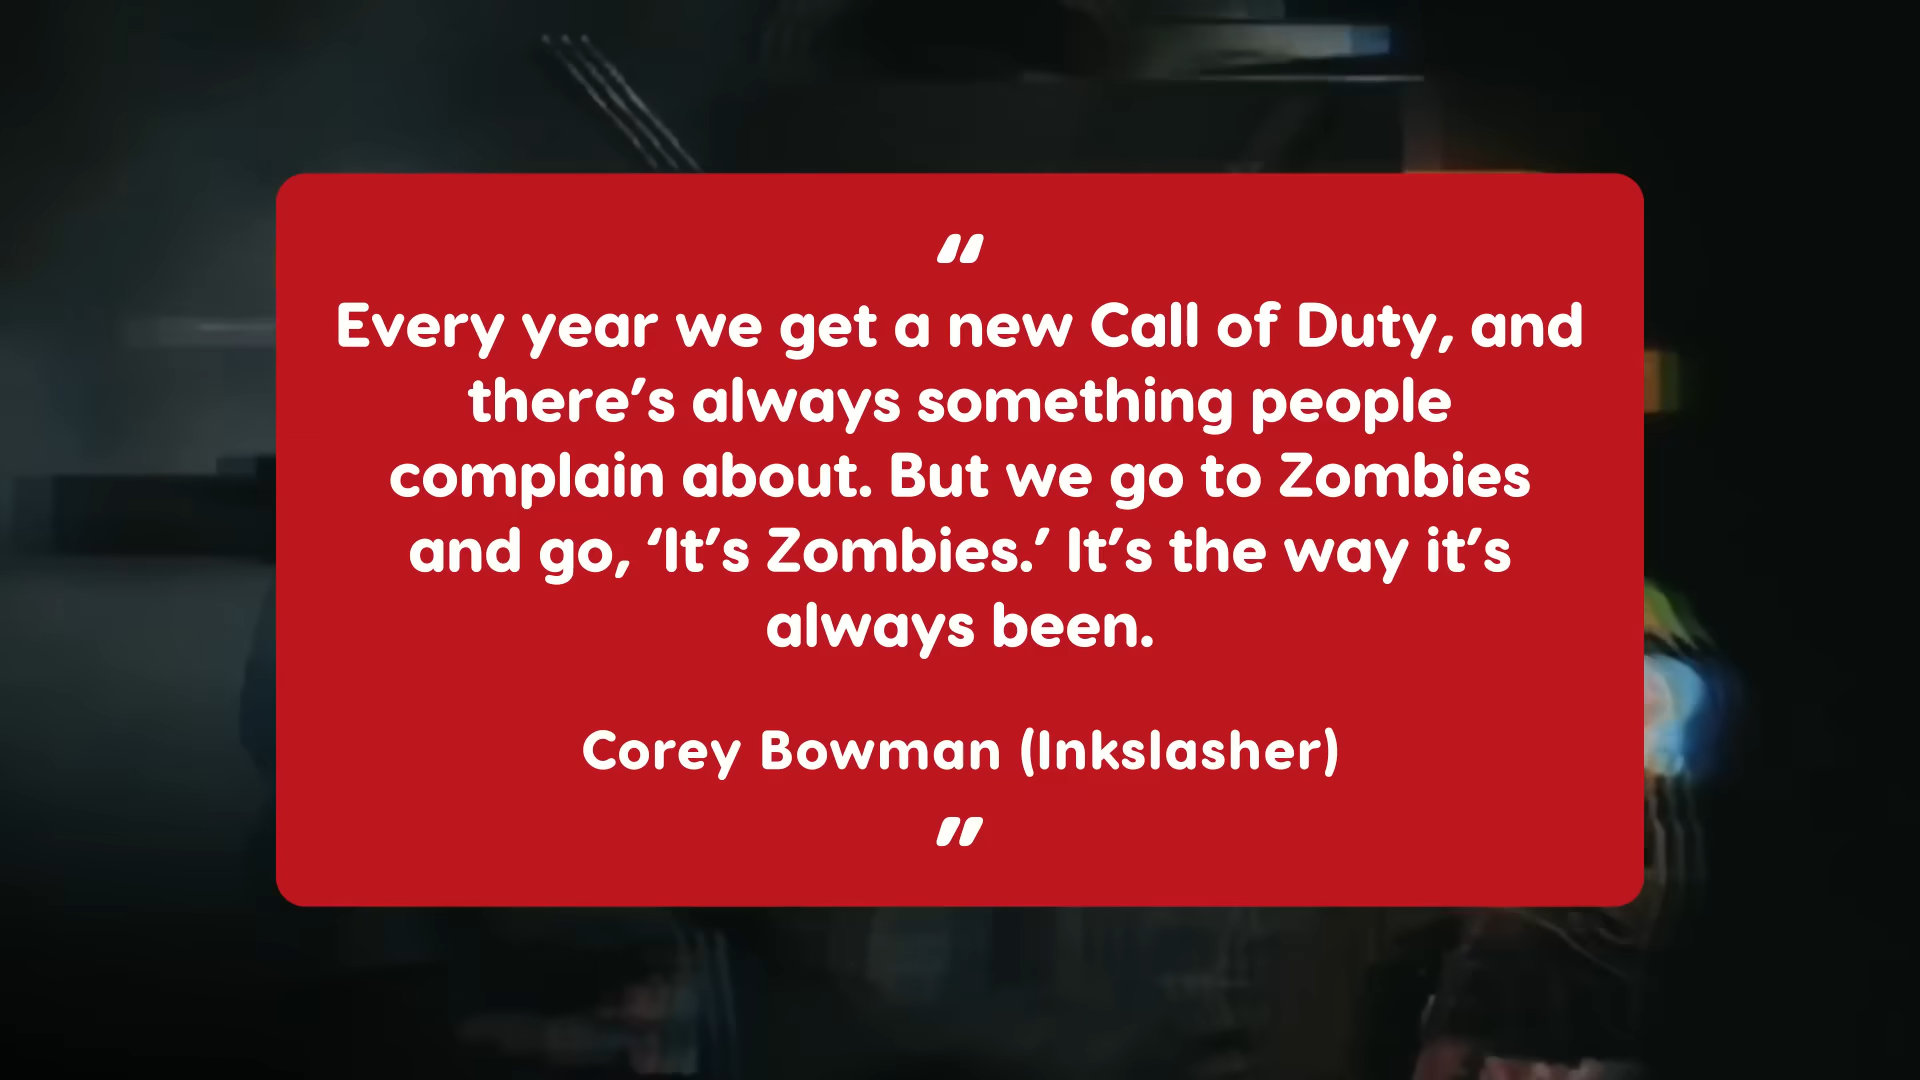 “
Every year we get a new Call of Duty, and
there’s always something people
complain about. But we go to Zombies
and go, ‘It’s Zombies.’ It’s the way it’s
always been.
Corey Bowman (Inkslasher)
”